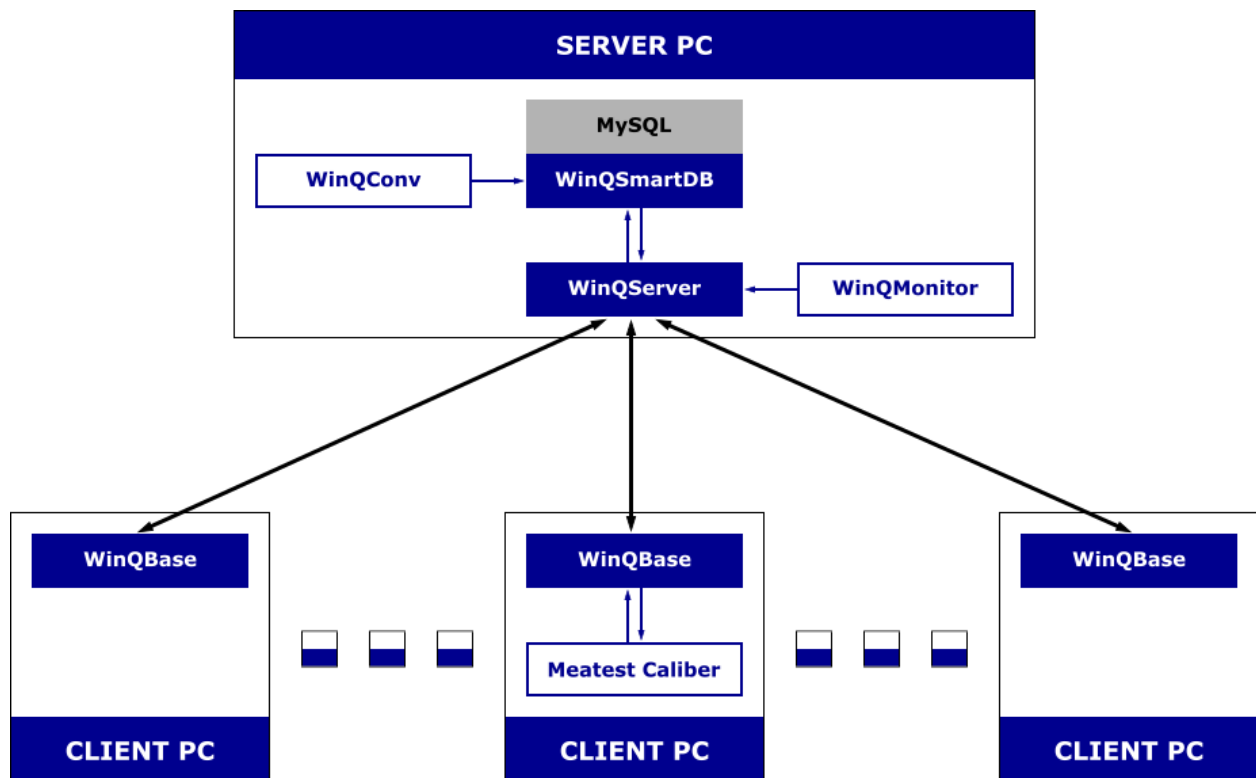 SERVER PC
MySQL
WinQConv
WinQSmartDB
WinQServer
WinQMonitor
WinQBase
WinQBase
WinQBase
Meatest Caliber
CLIENT PC
CLIENT PC
CLIENT PC